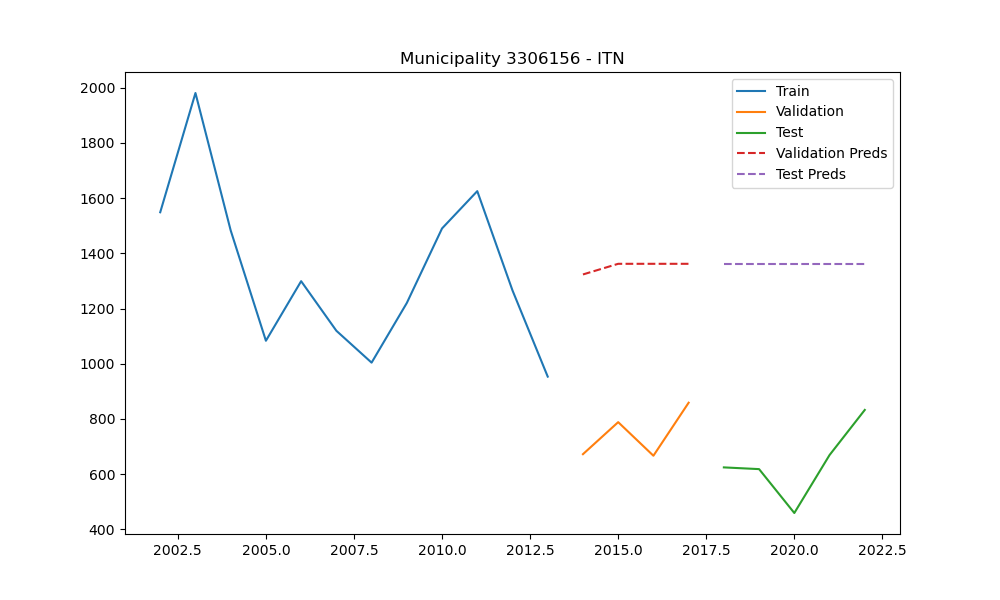 Municipality 3306156 - ITN
Train
Validation
Test
Validation Preds
Test Preds
2000
1800
1600
1400
1200
1000
800
600
400
2002.5 2005.0 2007.5 2010.0 2012.5 2015.0 2017.5 2020.0 2022.5